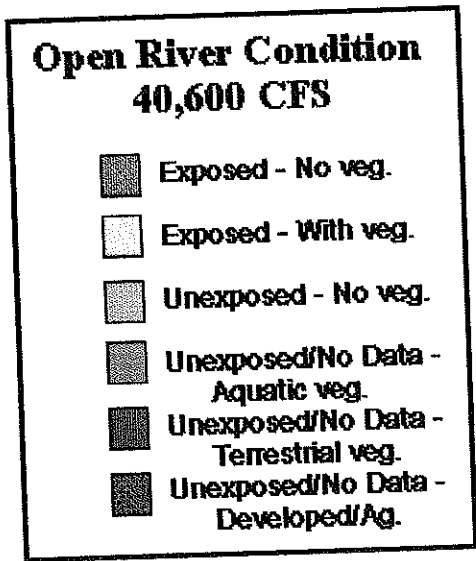 Open River Condition
40,600 CFS
Exposed - No veg.
Exposed - With veg.
Unexposed - No veg.
Unexposed/No Data -
Aquatic veg.
Unexposed/No Data -
Terrestrial veg.
Unexposed/No Data -
Developed/Ag.